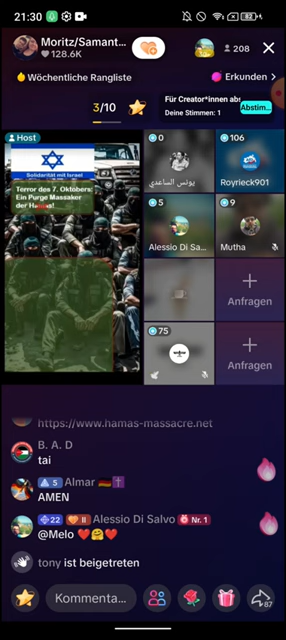 21:30
82
Moritz/Samant...
128.6K
208
Wöchentliche Rangliste
Erkunden >
3/10
Für Creator*innen abs
Deine Stimmen: 1
Abstim...
Host
Solidarität mit Israel
Terror des 7. Oktobers:
Ein Purge Massaker
der Hamas!
0
يونس الساعدي
106
Royrieck901
5
Alessio Di Sa...
9
Mutha
+
Anfragen
75
+
Anfragen
https://www.hamas-massacre.net
B. A. D
tai
5 Almar
AMEN
22 II Alessio Di Salvo Nr. 1
@Melo
tony ist beigetreten
Kommenta...
87